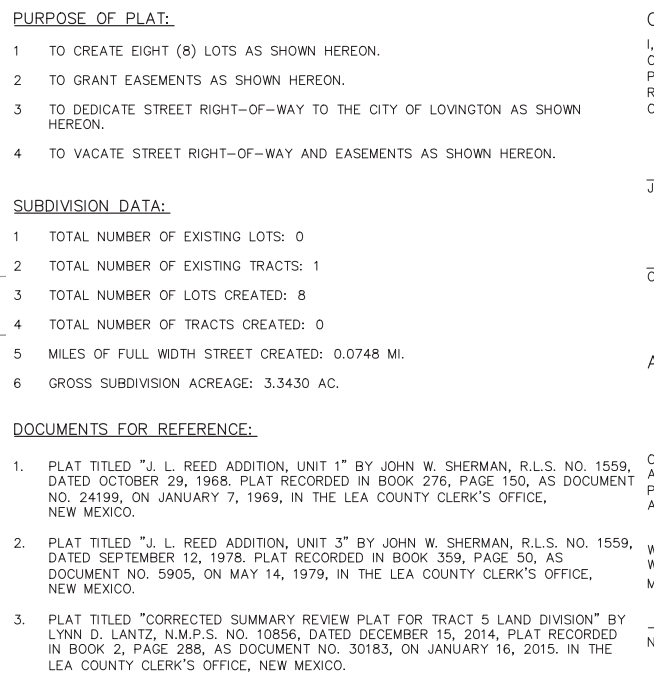 PURPOSE OF PLAT:
1 TO CREATE EIGHT (8) LOTS AS SHOWN HEREON.
2 TO GRANT EASEMENTS AS SHOWN HEREON.
3 TO DEDICATE STREET RIGHT-OF-WAY TO THE CITY OF LOVINGTON AS SHOWN
HEREON.
4 TO VACATE STREET RIGHT-OF-WAY AND EASEMENTS AS SHOWN HEREON.
SUBDIVISION DATA:
1 TOTAL NUMBER OF EXISTING LOTS: 0
2 TOTAL NUMBER OF EXISTING TRACTS: 1
3 TOTAL NUMBER OF LOTS CREATED: 8
4 TOTAL NUMBER OF TRACTS CREATED: 0
5 MILES OF FULL WIDTH STREET CREATED: 0.0748 MI.
6 GROSS SUBDIVISION ACREAGE: 3.3430 AC.
DOCUMENTS FOR REFERENCE:
1. PLAT TITLED "J. L. REED ADDITION, UNIT 1" BY JOHN W. SHERMAN, R.L.S. NO. 1559,
DATED OCTOBER 29, 1968. PLAT RECORDED IN BOOK 276, PAGE 150, AS DOCUMENT
NO. 24199, ON JANUARY 7, 1969, IN THE LEA COUNTY CLERK'S OFFICE,
NEW MEXICO.
2. PLAT TITLED "J. L. REED ADDITION, UNIT 3" BY JOHN W. SHERMAN, R.L.S. NO. 1559,
DATED SEPTEMBER 12, 1978. PLAT RECORDED IN BOOK 359, PAGE 50, AS
DOCUMENT NO. 5905, ON MAY 14, 1979, IN THE LEA COUNTY CLERK'S OFFICE,
NEW MEXICO.
3. PLAT TITLED "CORRECTED SUMMARY REVIEW PLAT FOR TRACT 5 LAND DIVISION" BY
LYNN D. LANTZ, N.M.P.S. NO. 10856, DATED DECEMBER 15, 2014, PLAT RECORDED
IN BOOK 2, PAGE 288, AS DOCUMENT NO. 30183, ON JANUARY 16, 2015. IN THE
LEA COUNTY CLERK'S OFFICE, NEW MEXICO.